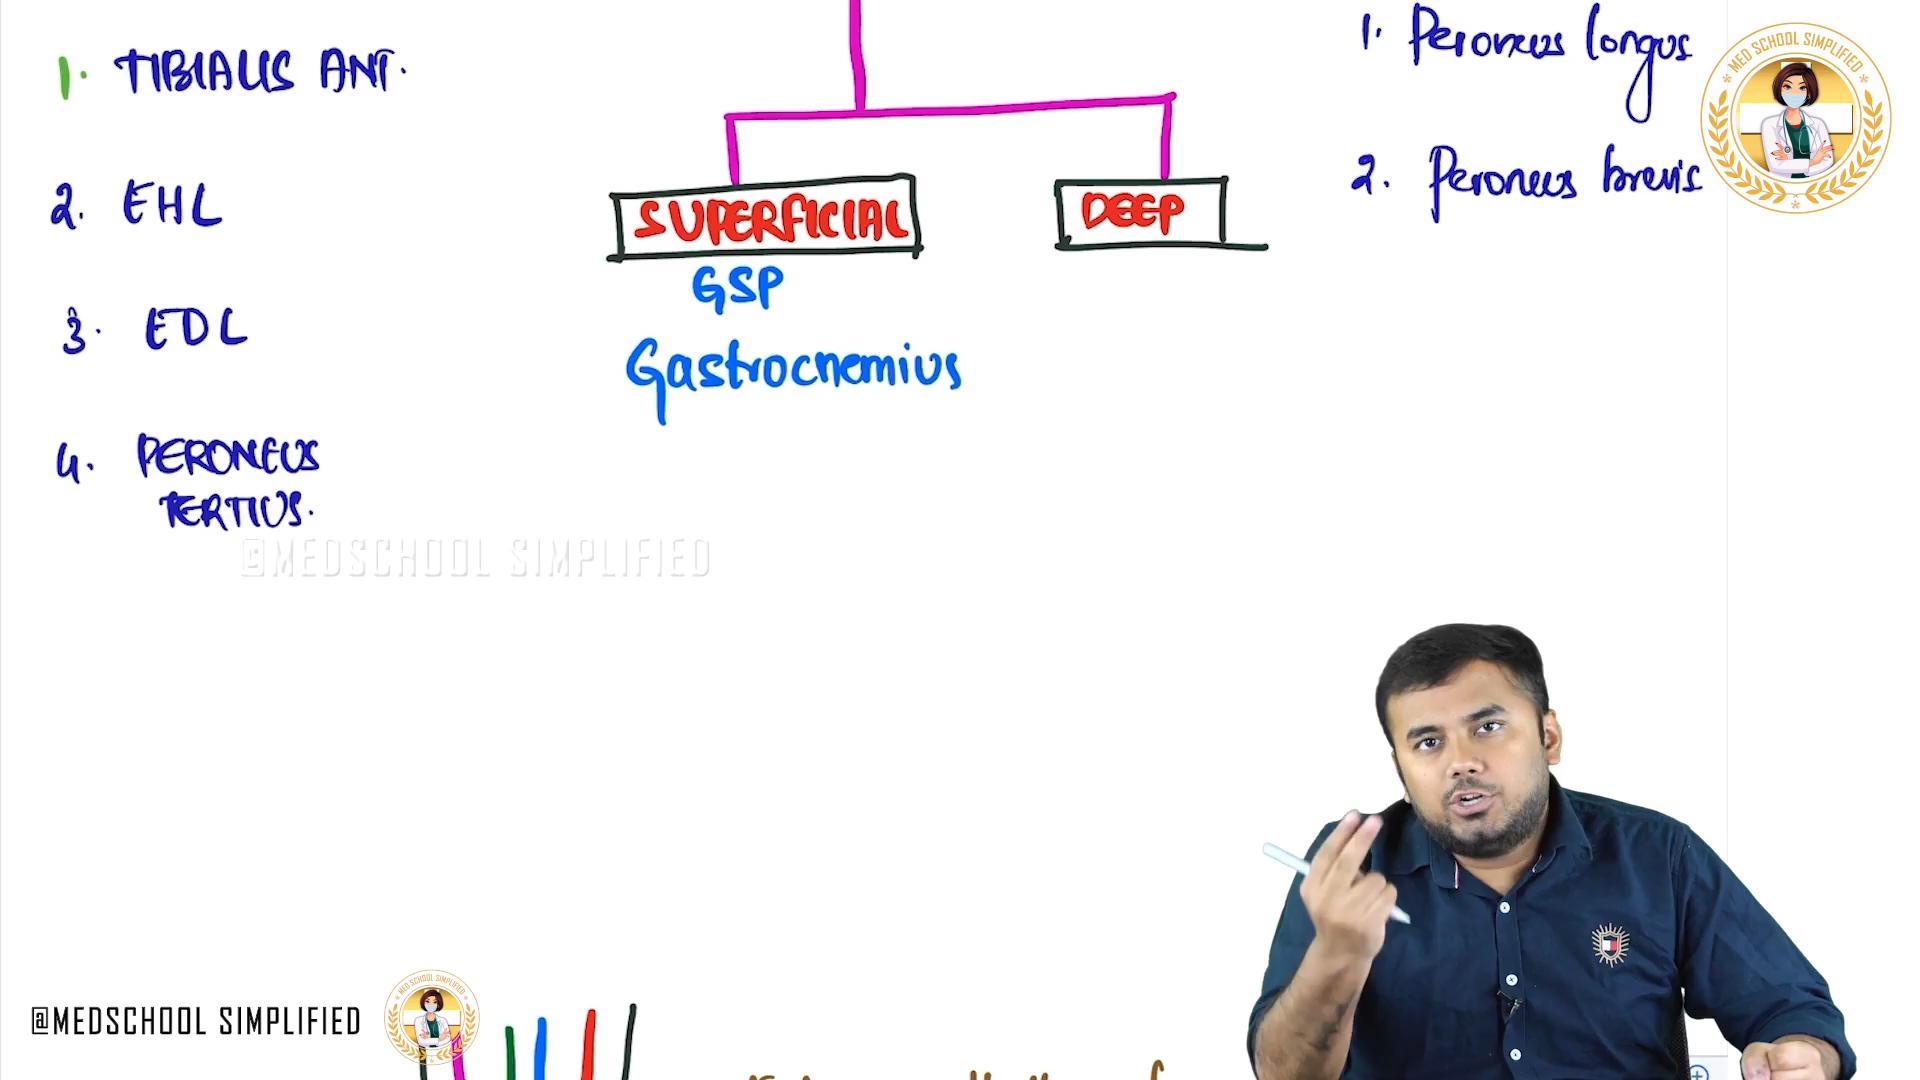 1. TIBIALIS ANT.
2. EHL
3. EDL
4. PERONEUS
TERTIUS.
SUPERFICIAL
GSP
Gastrocnemius
DEEP
1. Peroneus longus
2. Peroneus brevis
MED SCHOOL SIMPLIFIED
@MEDSCHOOL SIMPLIFIED
@MEDSCHOOL SIMPLIFIED
MED SCHOOL SIMPLIFIED